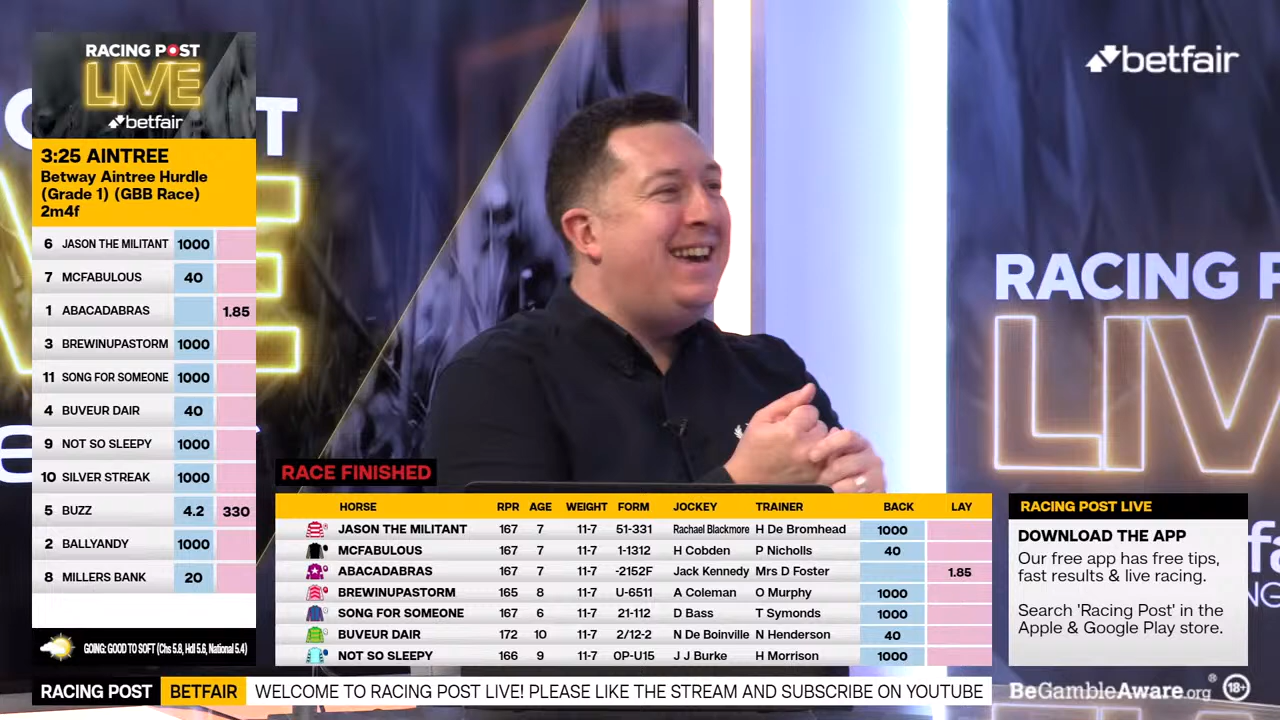 RACING POST
LIVE
betfair
3:25 AINTREE
Betway Aintree Hurdle
(Grade 1) (GBB Race)
2m4f
6 JASON THE MILITANT 1000
7 MCFABULOUS 40
1 ABACADABRAS 1.85
3 BREWINUPASTORM 1000
11 SONG FOR SOMEONE 1000
4 BUVEUR DAIR 40
9 NOT SO SLEEPY 1000
10 SILVER STREAK 1000
5 BUZZ 4.2 330
2 BALLYANDY 1000
8 MILLERS BANK 20
GOING: GOOD TO SOFT (Chs 5.8, Hdl 5.6, National 5.4)
betfair
RACING P
LIV
RACE FINISHED
HORSE RPR AGE WEIGHT FORM JOCKEY TRAINER BACK LAY
JASON THE MILITANT 167 7 11-7 51-331 Rachael Blackmore H De Bromhead 1000
MCFABULOUS 167 7 11-7 1-1312 H Cobden P Nicholls 40
ABACADABRAS 167 7 11-7 -2152F Jack Kennedy Mrs D Foster 1.85
BREWINUPASTORM 165 8 11-7 U-6511 A Coleman O Murphy 1000
SONG FOR SOMEONE 167 6 11-7 21-112 D Bass T Symonds 1000
BUVEUR DAIR 172 10 11-7 2/12-2 N De Boinville N Henderson 40
NOT SO SLEEPY 166 9 11-7 0P-U15 J J Burke H Morrison 1000
RACING POST LIVE
DOWNLOAD THE APP
Our free app has free tips,
fast results & live racing.
Search 'Racing Post' in the
Apple & Google Play store.
RACING POST BETFAIR WELCOME TO RACING POST LIVE! PLEASE LIKE THE STREAM AND SUBSCRIBE ON YOUTUBE
BeGambleAware.org® 18+